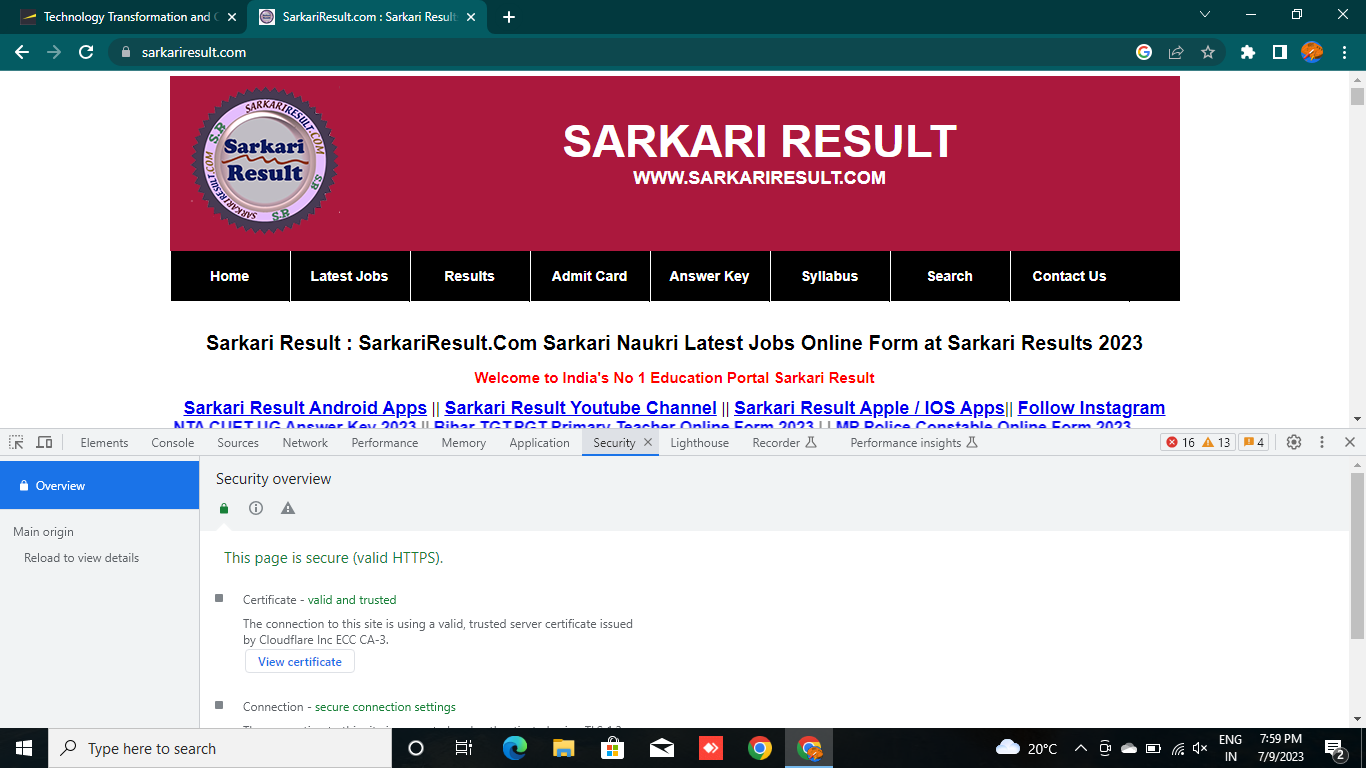 Technology Transformation and
SarkariResult.com : Sarkari Result
sarkariresult.com
SARKARIRESULT.COM
S.R
SARKARIRESULT.COM
S.R
SARKARIRESULT.COM
S.R
Sarkari
Result
SARKARI RESULT
WWW.SARKARIRESULT.COM
Home Latest Jobs Results Admit Card Answer Key Syllabus Search Contact Us
Sarkari Result : SarkariResult.Com Sarkari Naukri Latest Jobs Online Form at Sarkari Results 2023
Welcome to India's No 1 Education Portal Sarkari Result
Sarkari Result Android Apps || Sarkari Result Youtube Channel || Sarkari Result Apple / IOS Apps|| Follow Instagram
NTA CUET UG Answer Key 2023 || Bihar TGT PGT Primary Teacher Online Form 2023 | | MP Police Constable Online Form 2023
Elements Console Sources Network Performance Memory Application Security Lighthouse Recorder Performance insights 16 13 4
Overview
Main origin
Reload to view details
Security overview
This page is secure (valid HTTPS).
Certificate - valid and trusted
The connection to this site is using a valid, trusted server certificate issued
by Cloudflare Inc ECC CA-3.
View certificate
Connection - secure connection settings
Type here to search
20°C
ENG
IN
7:59 PM
7/9/2023
2